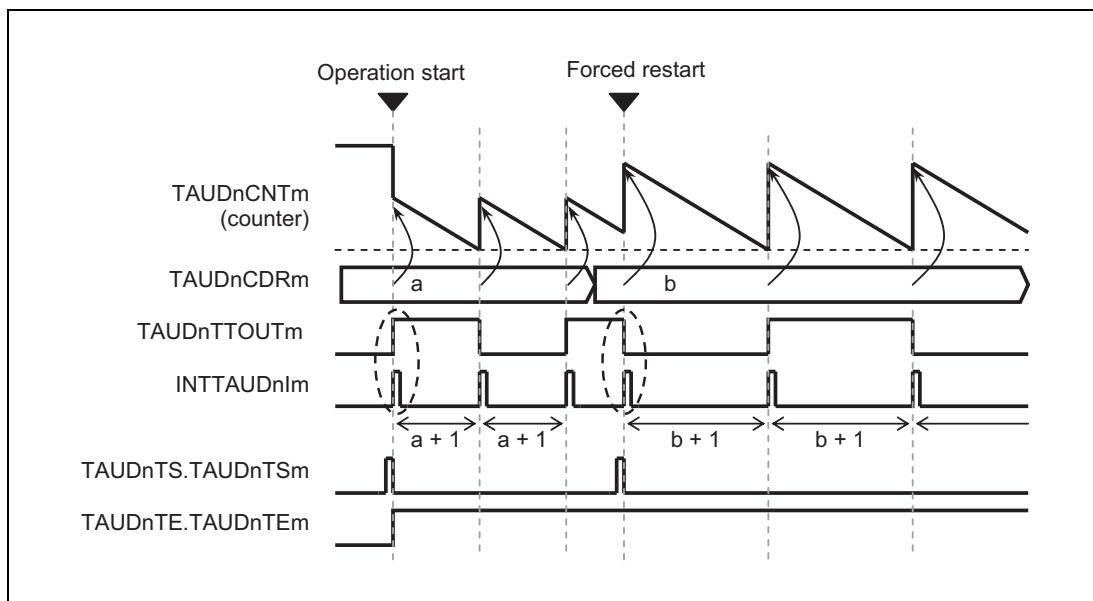 Operation start
Forced restart
TAUDnCNTm
(counter)
TAUDnCDRm
a
b
TAUDnTTOUTm
INTTAUDnIm
a + 1
a + 1
b + 1
b + 1
TAUDnTS.TAUDnTSm
TAUDnTE.TAUDnTEm